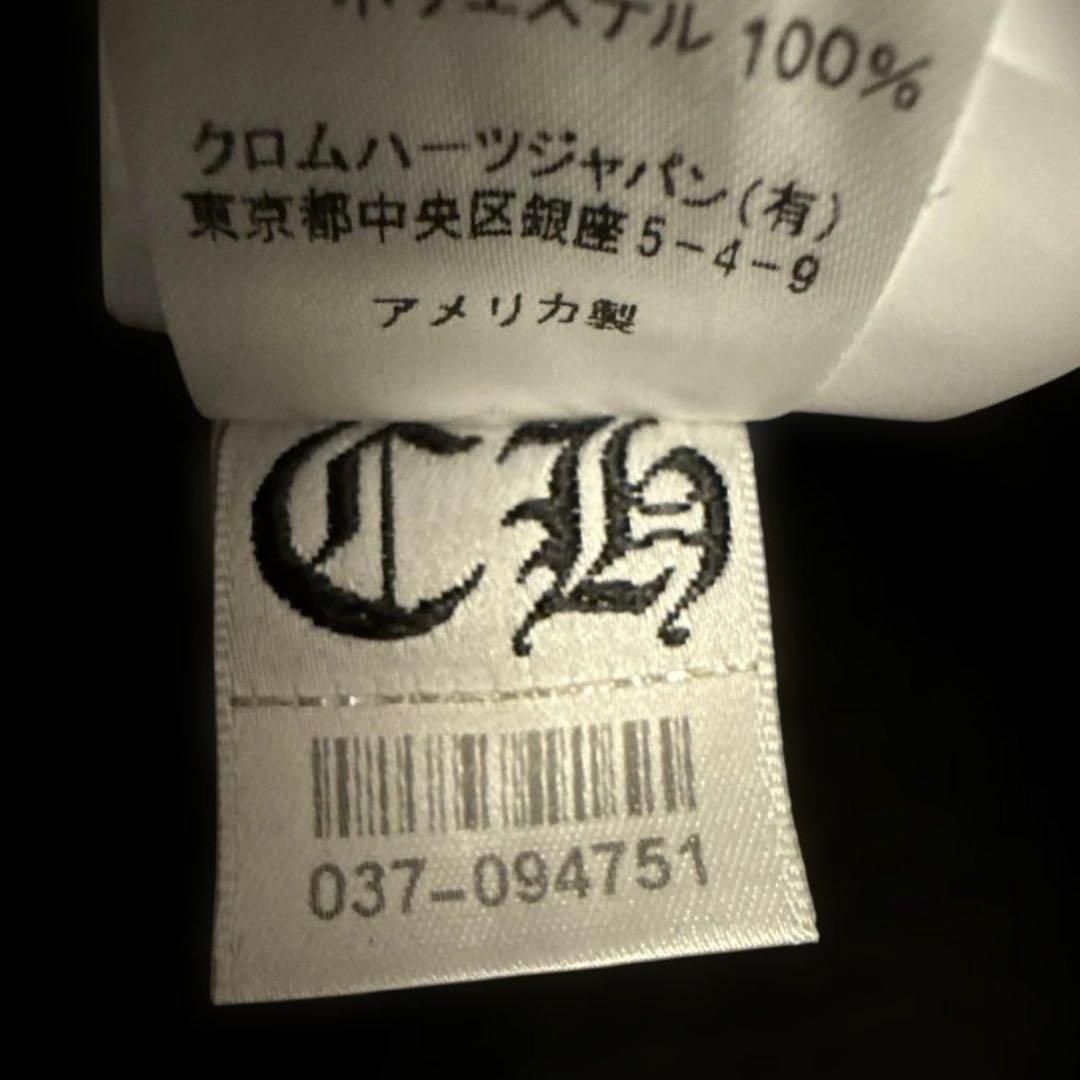 ポリエステル 100%
クロムハーツジャパン(有)
東京都中央区銀座5-4-9
アメリカ製
CH
037-094751